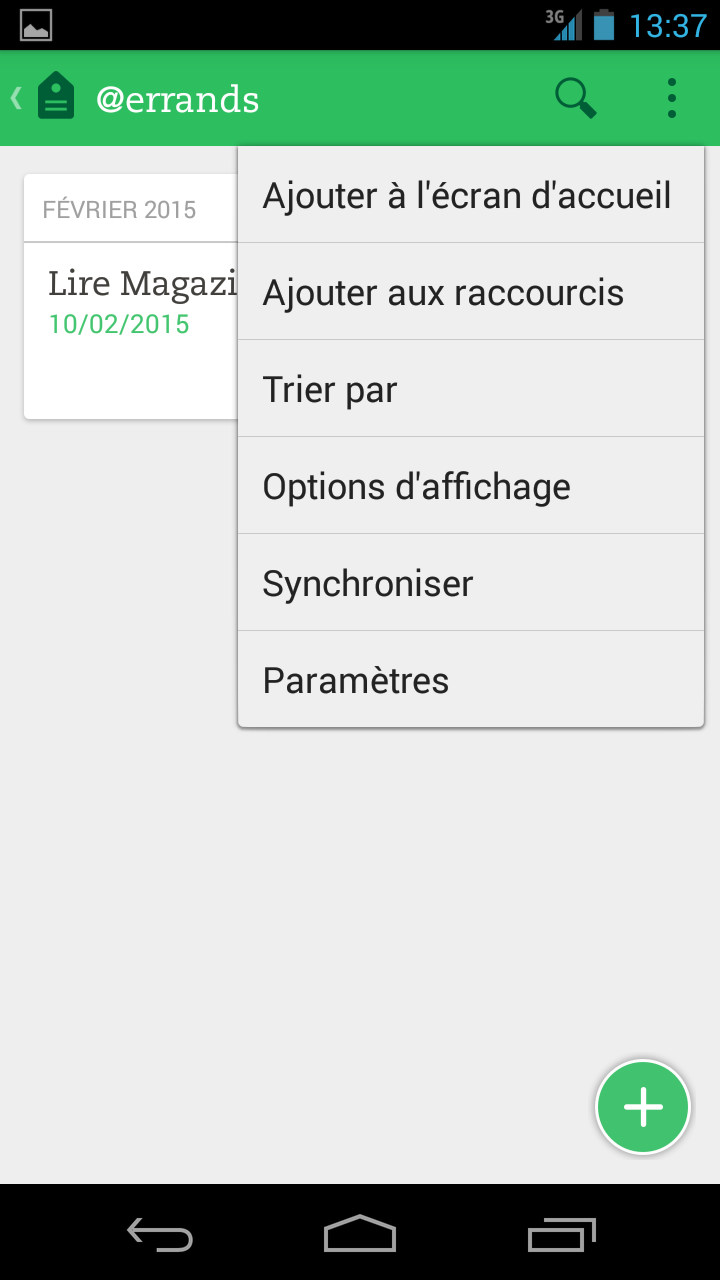 3G 13:37
@errands
FÉVRIER 2015
Lire Magazi
10/02/2015
Ajouter à l'écran d'accueil
Ajouter aux raccourcis
Trier par
Options d'affichage
Synchroniser
Paramètres